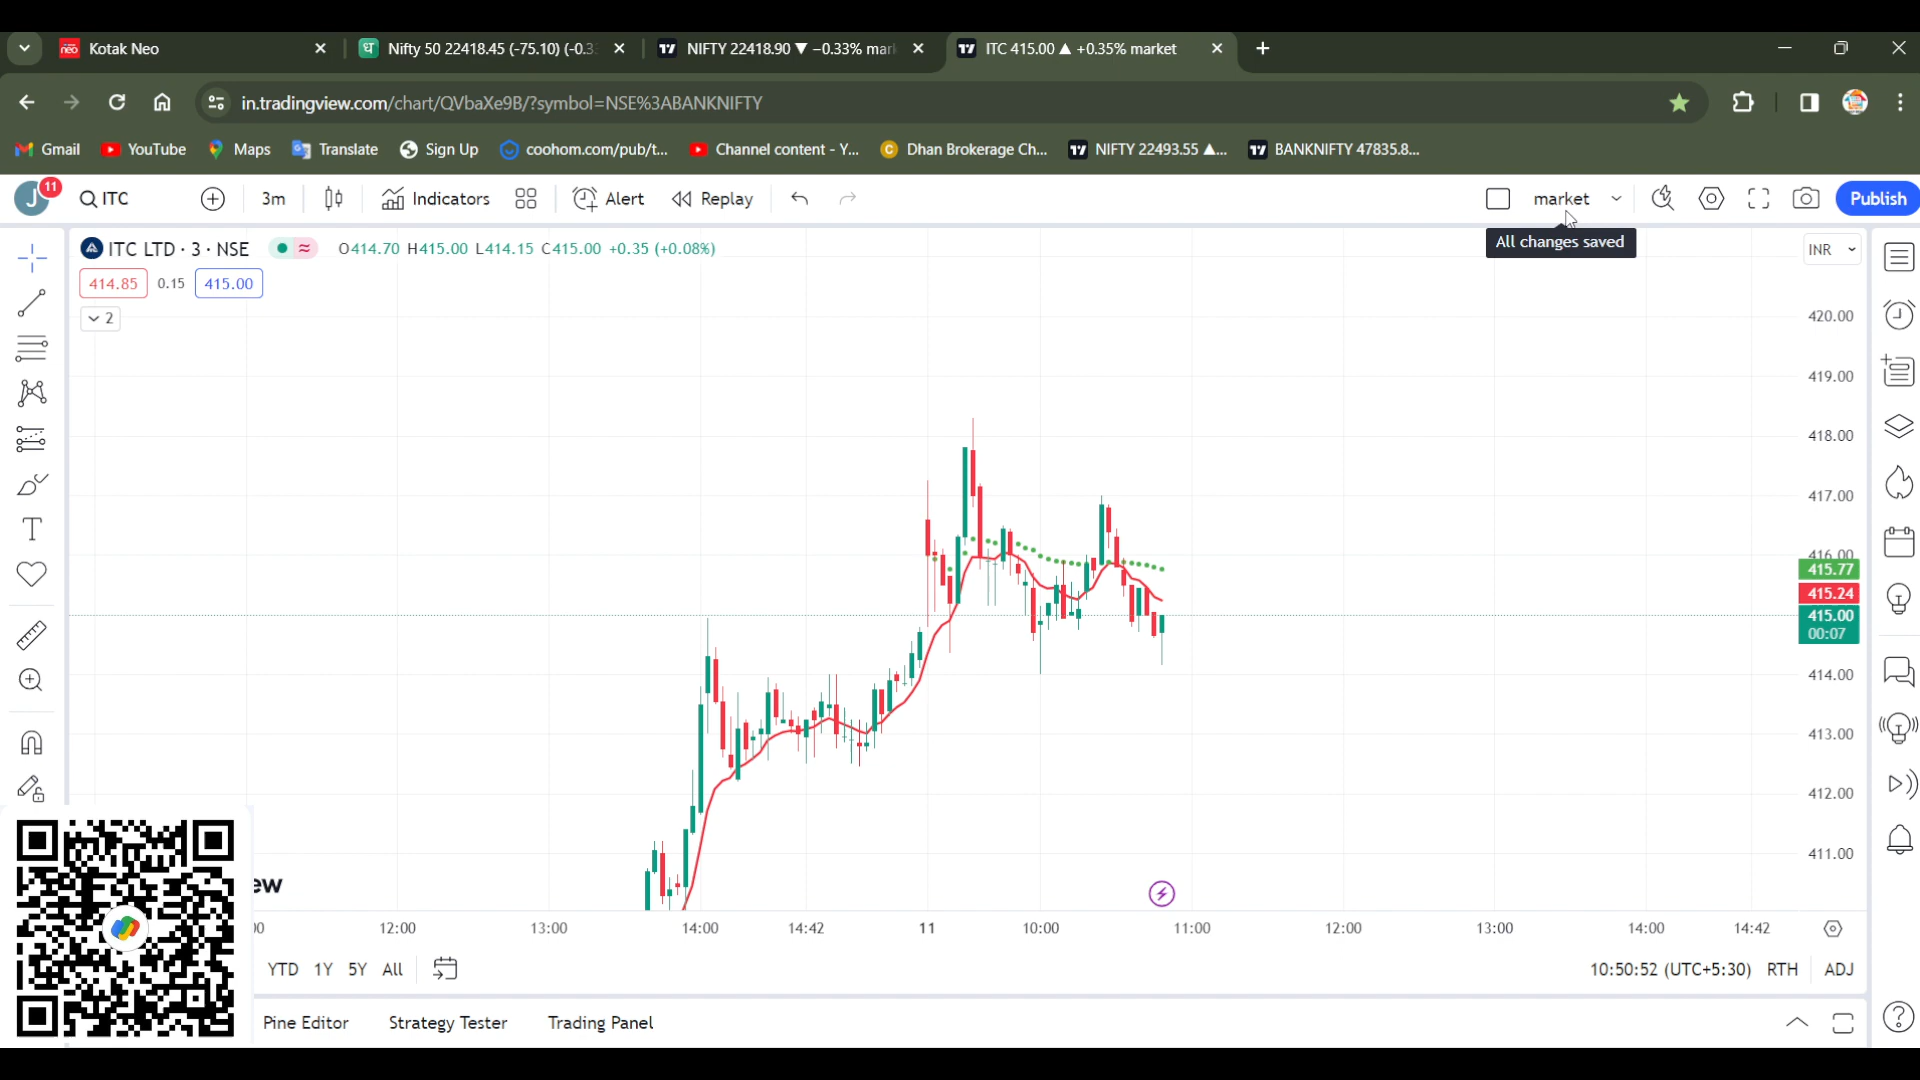 neo Kotak Neo
Nifty 50 22418.45 (-75.10) (-0.3
NIFTY 22418.90 ▼ −0.33% mar
ITC 415.00 ▲ +0.35% market
in.tradingview.com/chart/QVbaXe9B/?symbol=NSE%3ABANKNIFTY
Gmail YouTube Maps Translate Sign Up coohom.com/pub/t... Channel content - Y... Dhan Brokerage Ch... NIFTY 22493.55 ▲... BANKNIFTY 47835.8...
J 11 ITC 3m Indicators Alert Replay market Publish
All changes saved
ITC LTD · 3 · NSE O414.70 H415.00 L414.15 C415.00 +0.35 (+0.08%) INR
414.85 0.15 415.00
2
420.00
419.00
418.00
417.00
416.00
415.77
415.24
415.00
00:07
414.00
413.00
412.00
411.00
ew
12:00 13:00 14:00 14:42 11 10:00 11:00 12:00 13:00 14:00 14:42
YTD 1Y 5Y All 10:50:52 (UTC+5:30) RTH ADJ
Pine Editor Strategy Tester Trading Panel